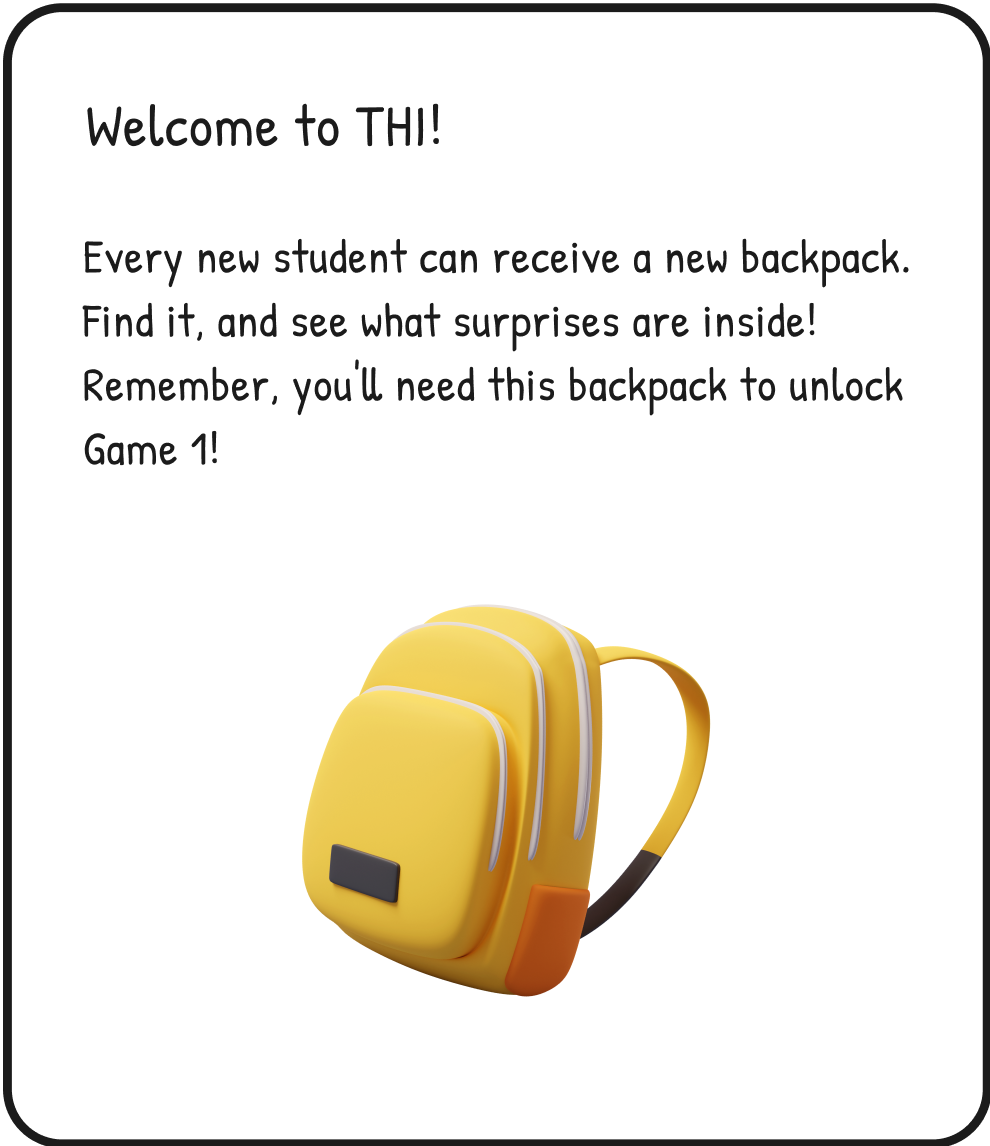 Welcome to THI!
Every new student can receive a new backpack.
Find it, and see what surprises are inside!
Remember, you'll need this backpack to unlock
Game 1!